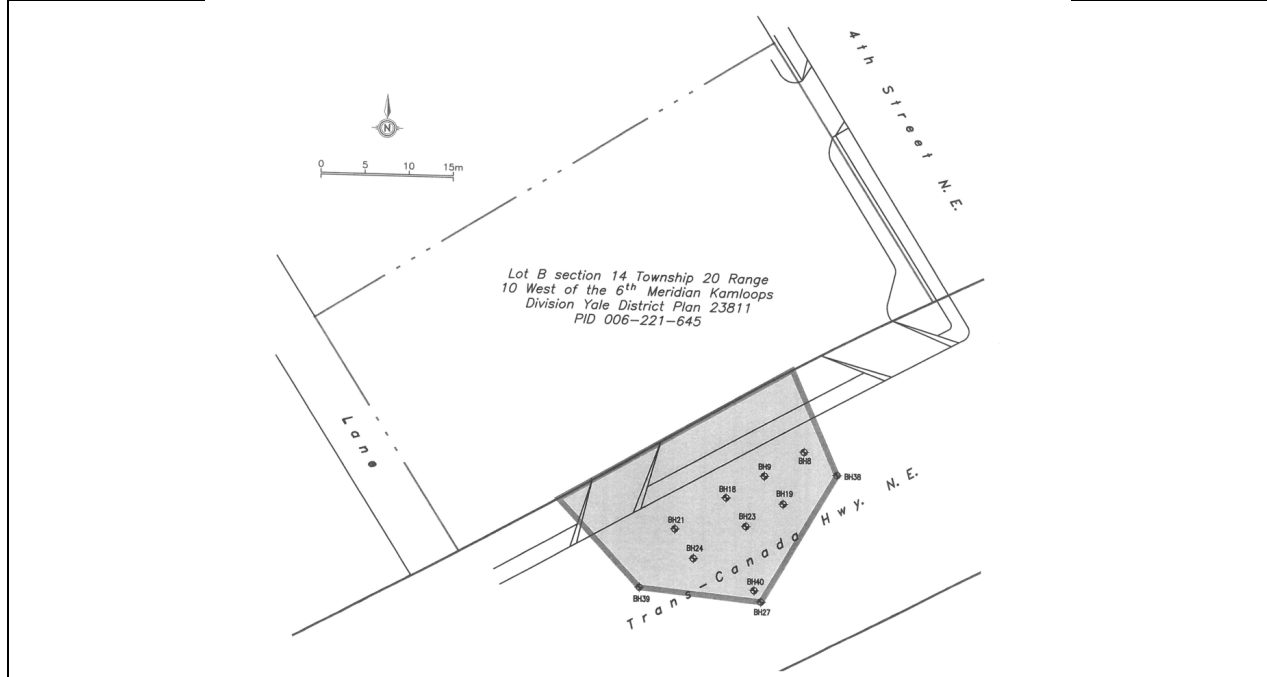 4th Street N.E.
N
0 5 10 15m
Lot B section 14 Township 20 Range
10 West of the 6th Meridian Kamloops
Division Yale District Plan 23811
PID 006-221-645
Lane
BH8
BH9
BH38
BH18
BH19
BH21
BH23
BH24
BH40
BH39
BH27
Trans-Canada Hwy. N.E.